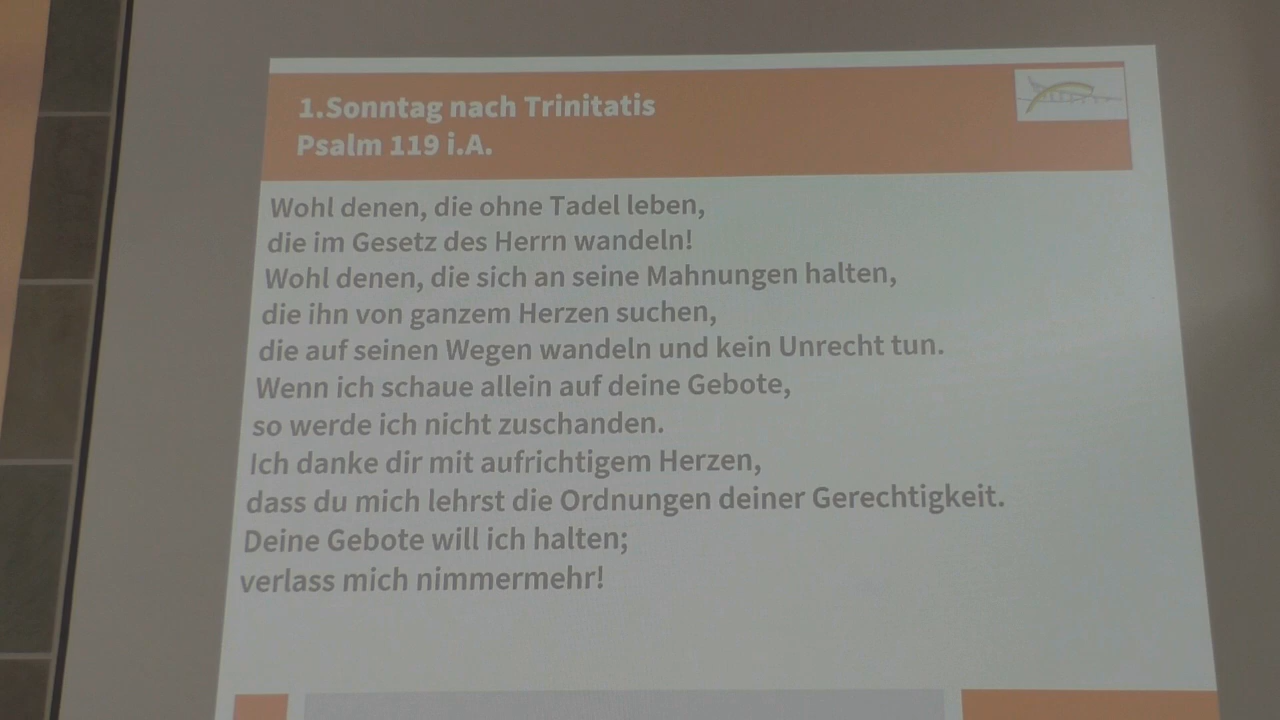 1.Sonntag nach Trinitatis
Psalm 119 i.A.
Wohl denen, die ohne Tadel leben,
die im Gesetz des Herrn wandeln!
Wohl denen, die sich an seine Mahnungen halten,
die ihn von ganzem Herzen suchen,
die auf seinen Wegen wandeln und kein Unrecht tun.
Wenn ich schaue allein auf deine Gebote,
so werde ich nicht zuschanden.
Ich danke dir mit aufrichtigem Herzen,
dass du mich lehrst die Ordnungen deiner Gerechtigkeit.
Deine Gebote will ich halten;
verlass mich nimmermehr!